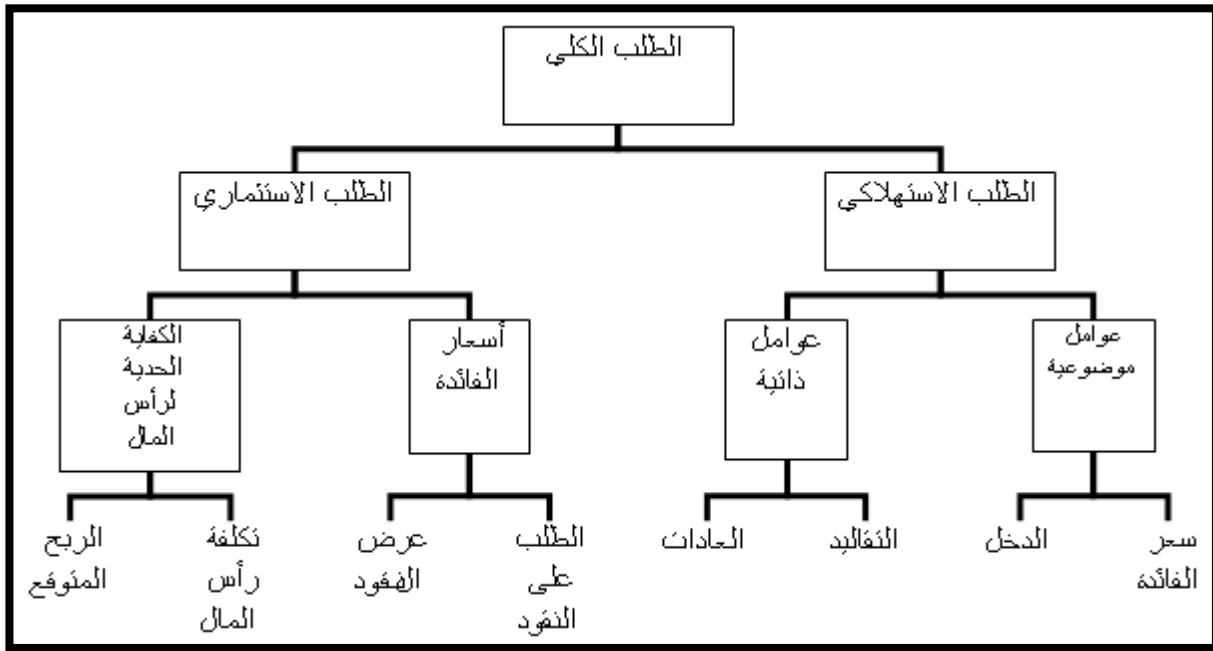 الطلب الكلي
الطلب الاستهلاكي
الطلب الاستثماري
عوامل
موضوعية
عوامل
ذاتية
أسعار
الفائدة
الكفاية
الحدية
لرأس
المال
سعر
الفائدة
الدخل
التقاليد
العادات
الطلب
على
النقود
عرض
النقود
تكلفة
رأس
المال
الربح
المتوقع